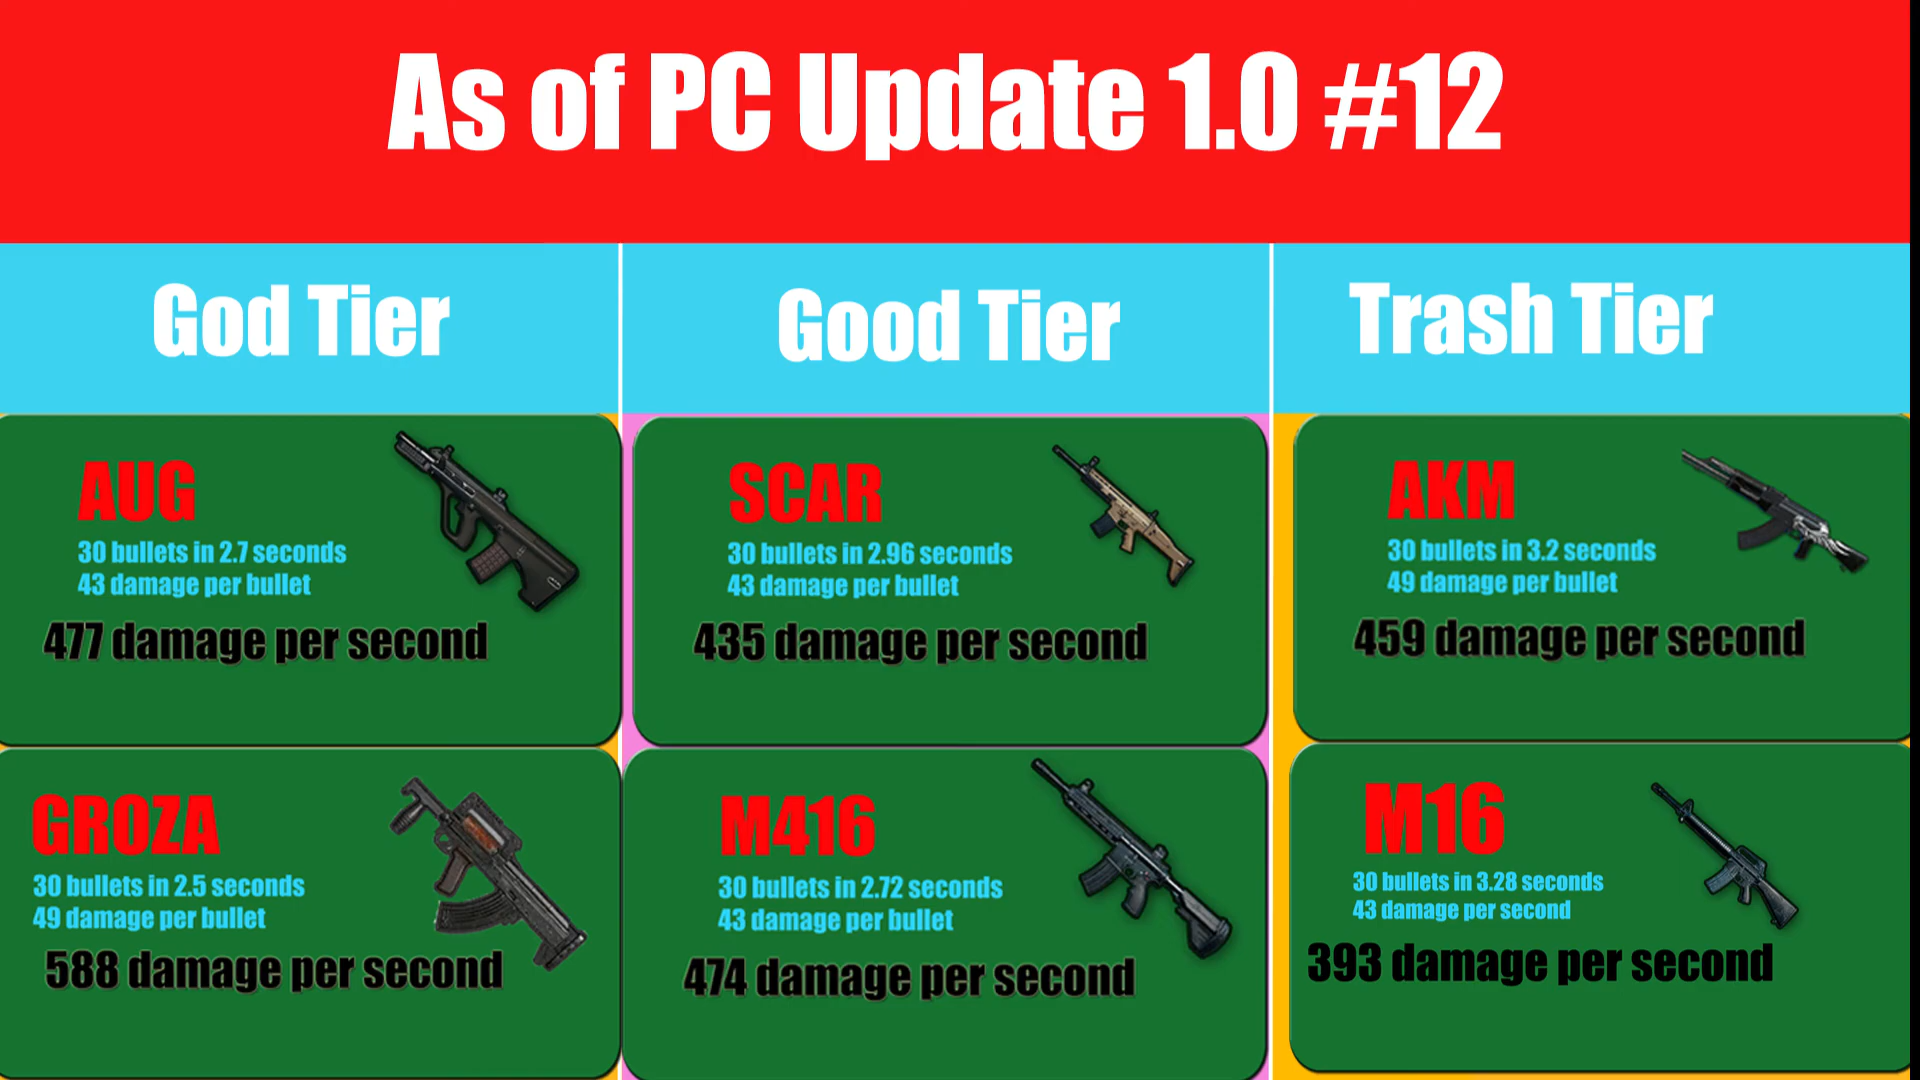 As of PC Update 1.0 #12
God Tier
Good Tier
Trash Tier
AUG
30 bullets in 2.7 seconds
43 damage per bullet
477 damage per second
SCAR
30 bullets in 2.96 seconds
43 damage per bullet
435 damage per second
AKM
30 bullets in 3.2 seconds
49 damage per bullet
459 damage per second
GROZA
30 bullets in 2.5 seconds
49 damage per bullet
588 damage per second
M416
30 bullets in 2.72 seconds
43 damage per bullet
474 damage per second
M16
30 bullets in 3.28 seconds
43 damage per second
393 damage per second